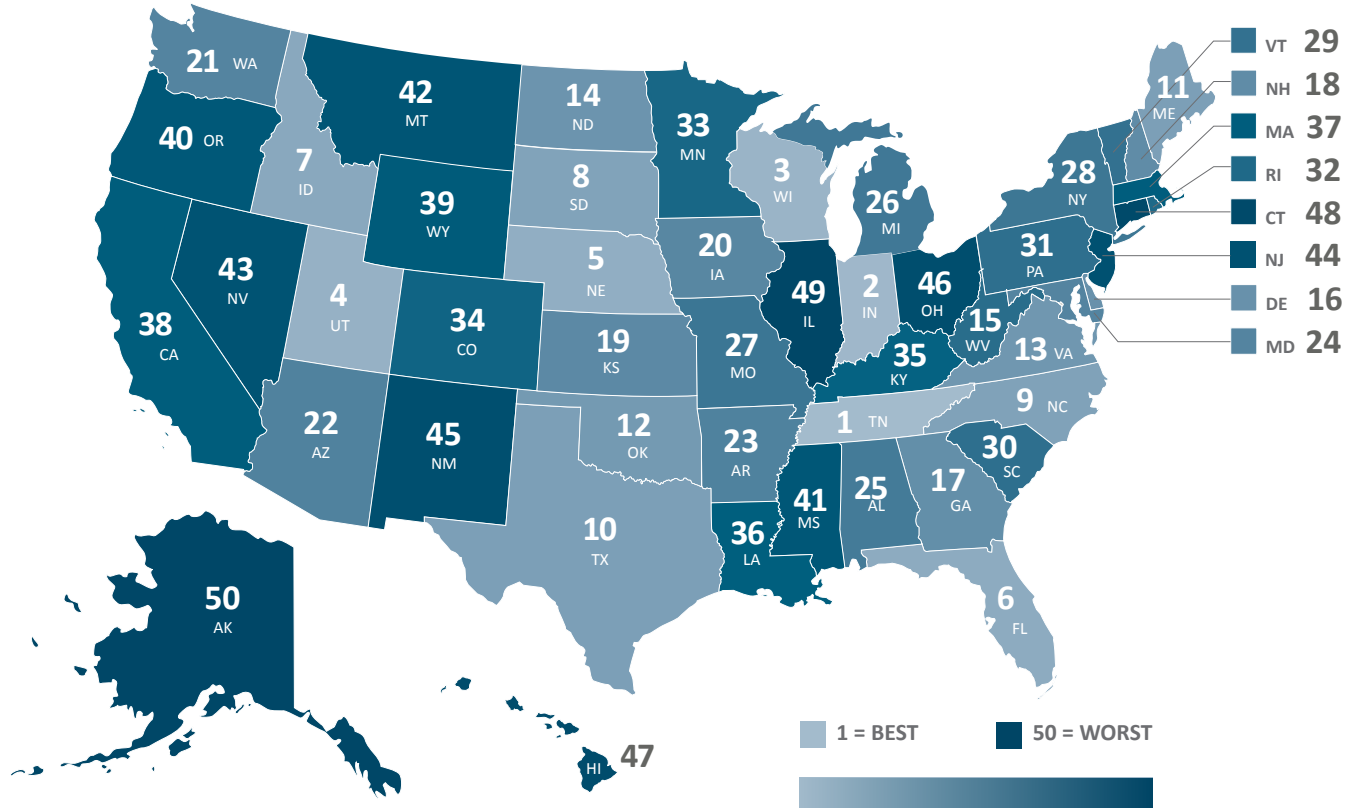 21 WA
40 OR
42
MT
7
ID
39
WY
43
NV
4
UT
38
CA
34
CO
22
AZ
45
NM
14
ND
8
SD
5
NE
19
KS
12
OK
10
TX
33
MN
20
IA
27
MO
23
AR
36
LA
3
WI
26
MI
49
IL
2
IN
46
OH
35
KY
1 TN
41
MS
25
AL
17
GA
6
FL
30
SC
9 NC
13 VA
15
WV
31
PA
28
NY
11
ME
VT 29
NH 18
MA 37
RI 32
CT 48
NJ 44
DE 16
MD 24
50
AK
HI 47
1 = BEST
50 = WORST